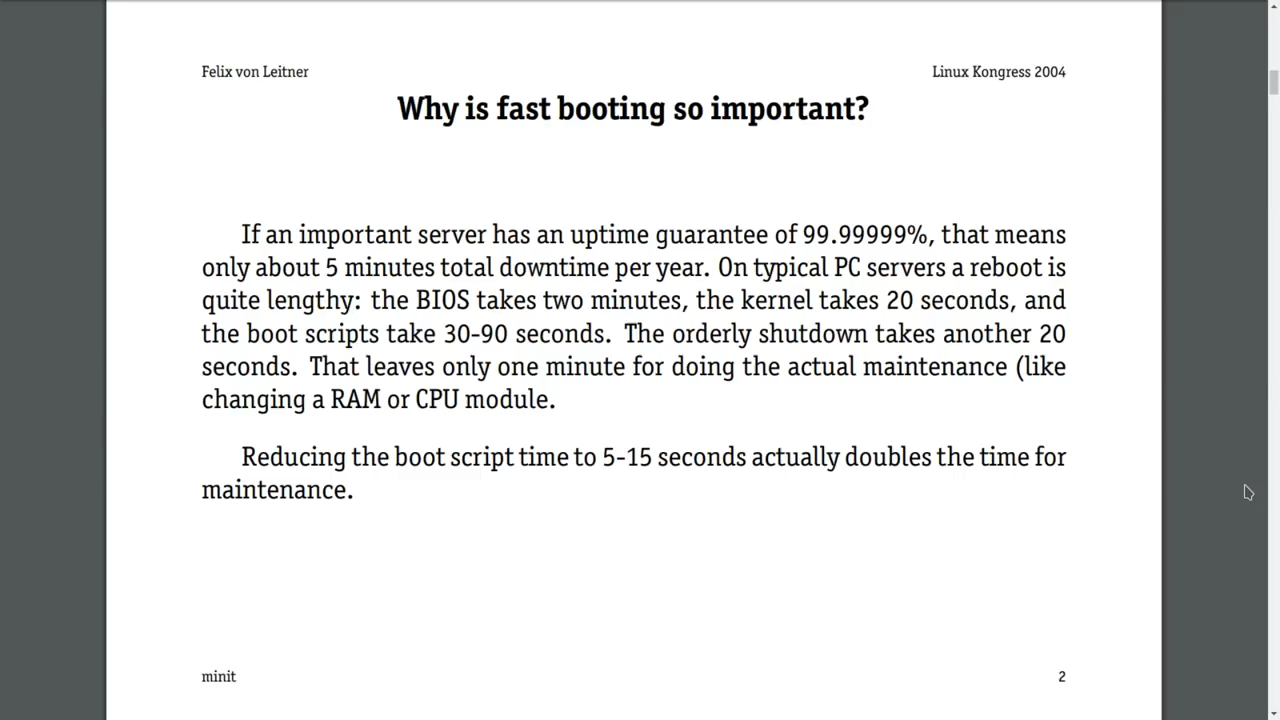 Felix von Leitner
Linux Kongress 2004
Why is fast booting so important?
If an important server has an uptime guarantee of 99.99999%, that means
only about 5 minutes total downtime per year. On typical PC servers a reboot is
quite lengthy: the BIOS takes two minutes, the kernel takes 20 seconds, and
the boot scripts take 30-90 seconds. The orderly shutdown takes another 20
seconds. That leaves only one minute for doing the actual maintenance (like
changing a RAM or CPU module.
Reducing the boot script time to 5-15 seconds actually doubles the time for
maintenance.
minit
2